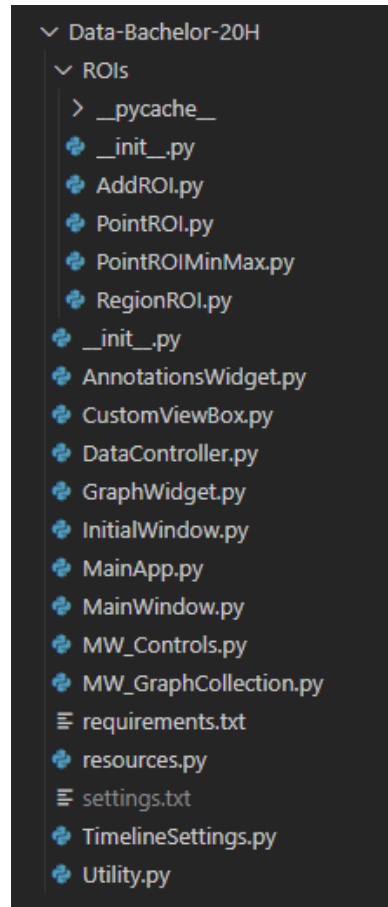 Data-Bachelor-20H
ROIs
__pycache__
__init__.py
AddROI.py
PointROI.py
PointROIMinMax.py
RegionROI.py
__init__.py
AnnotationsWidget.py
CustomViewBox.py
DataController.py
GraphWidget.py
InitialWindow.py
MainApp.py
MainWindow.py
MW_Controls.py
MW_GraphCollection.py
requirements.txt
resources.py
settings.txt
TimelineSettings.py
Utility.py